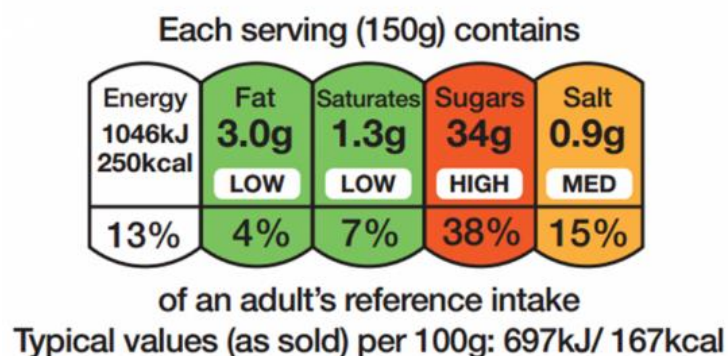 Each serving (150g) contains
Energy Fat Saturates Sugars Salt
1046kJ 3.0g 1.3g 34g 0.9g
250kcal
LOW LOW HIGH MED
13% 4% 7% 38% 15%
of an adult's reference intake
Typical values (as sold) per 100g: 697kJ/ 167kcal